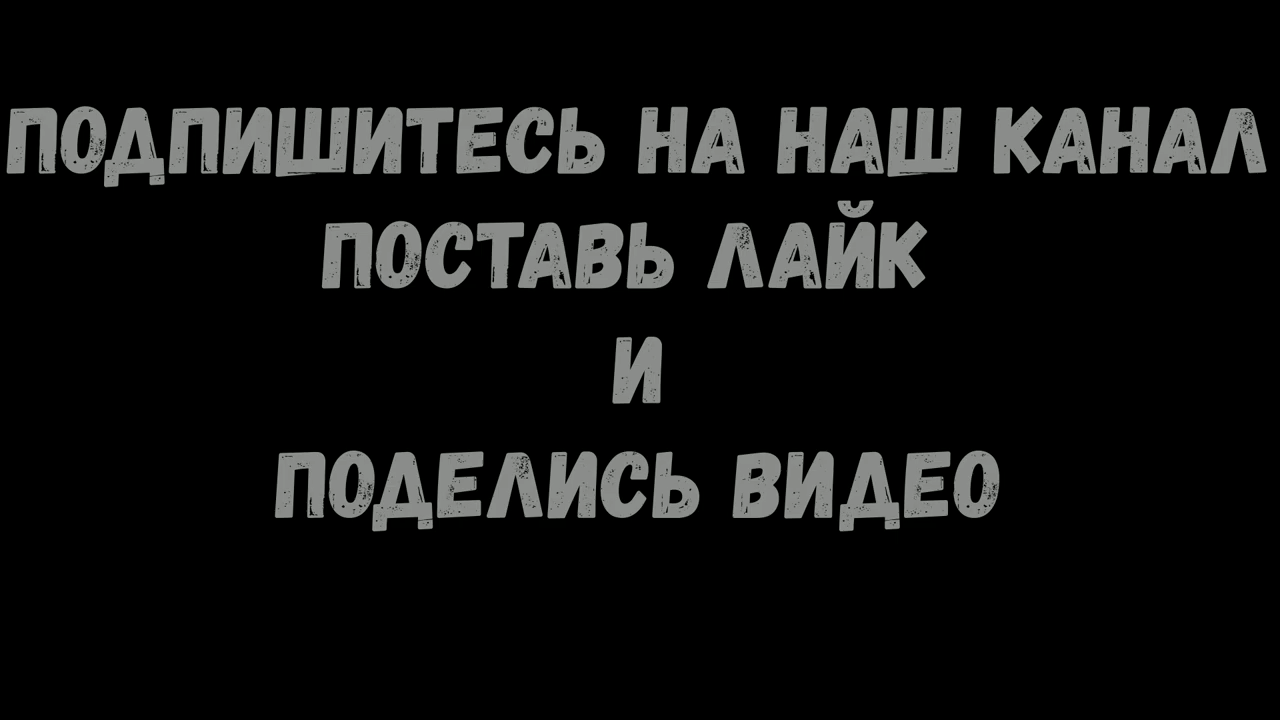 ПОДПИШИТЕСЬ НА НАШ КАНАЛ
ПОСТАВЬ ЛАЙК
И
ПОДЕЛИСЬ ВИДЕО